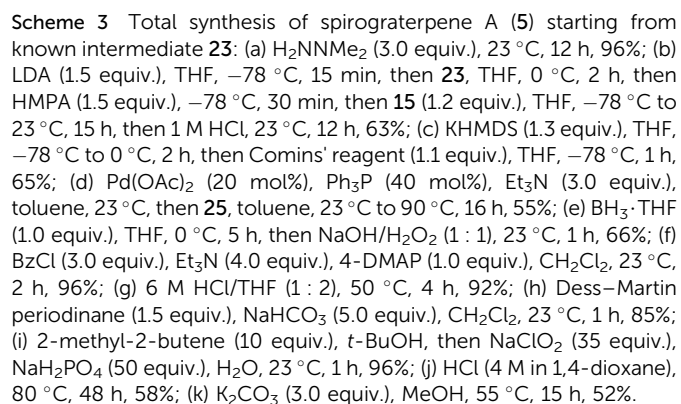 Scheme 3 Total synthesis of spirograterpene A (5) starting from
known intermediate 23: (a) H₂NNMe₂ (3.0 equiv.), 23 °C, 12 h, 96%; (b)
LDA (1.5 equiv.), THF, −78 °C, 15 min, then 23, THF, 0 °C, 2 h, then
HMPA (1.5 equiv.), −78 °C, 30 min, then 15 (1.2 equiv.), THF, −78 °C to
23 °C, 15 h, then 1 M HCl, 23 °C, 12 h, 63%; (c) KHMDS (1.3 equiv.), THF,
−78 °C to 0 °C, 2 h, then Comins' reagent (1.1 equiv.), THF, −78 °C, 1 h,
65%; (d) Pd(OAc)₂ (20 mol%), Ph₃P (40 mol%), Et₃N (3.0 equiv.),
toluene, 23 °C, then 25, toluene, 23 °C to 90 °C, 16 h, 55%; (e) BH₃·THF
(1.0 equiv.), THF, 0 °C, 5 h, then NaOH/H₂O₂ (1 : 1), 23 °C, 1 h, 66%; (f)
BzCl (3.0 equiv.), Et₃N (4.0 equiv.), 4-DMAP (1.0 equiv.), CH₂Cl₂, 23 °C,
2 h, 96%; (g) 6 M HCl/THF (1 : 2), 50 °C, 4 h, 92%; (h) Dess–Martin
periodinane (1.5 equiv.), NaHCO₃ (5.0 equiv.), CH₂Cl₂, 23 °C, 1 h, 85%;
(i) 2-methyl-2-butene (10 equiv.), t-BuOH, then NaClO₂ (35 equiv.),
NaH₂PO₄ (50 equiv.), H₂O, 23 °C, 1 h, 96%; (j) HCl (4 M in 1,4-dioxane),
80 °C, 48 h, 58%; (k) K₂CO₃ (3.0 equiv.), MeOH, 55 °C, 15 h, 52%.